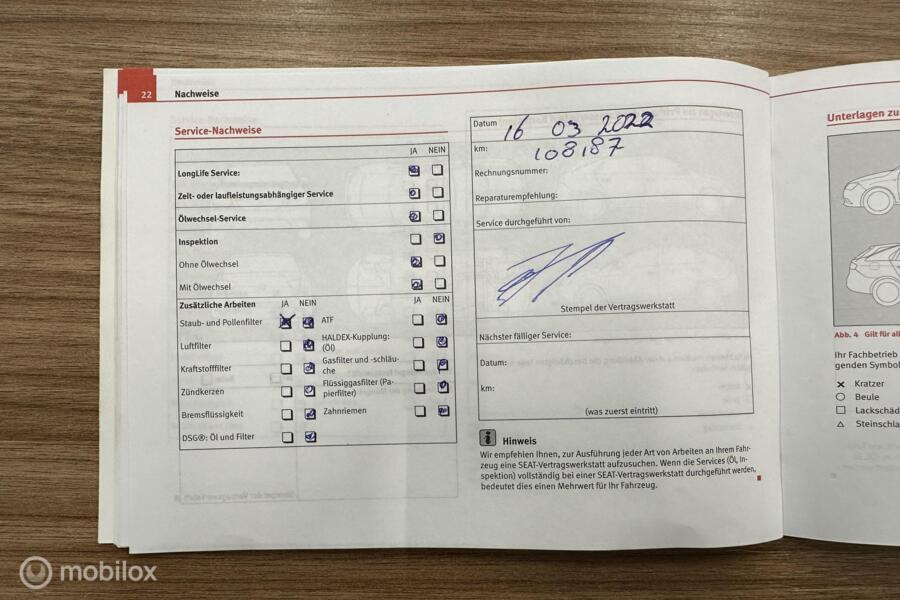 22 Nachweise
Service-Nachweise
JA NEIN
LongLife Service:
Zeit- oder laufleistungsabhängiger Service
Ölwechsel-Service
Inspektion
Ohne Ölwechsel
Mit Ölwechsel
Zusätzliche Arbeiten JA NEIN JA NEIN
Staub- und Pollenfilter ATF
Luftfilter HALDEX-Kupplung:
(Öl)
Kraftstofffilter Gasfilter und -schläu-
che
Zündkerzen Flüssiggasfilter (Pa-
pierfilter)
Bremsflüssigkeit Zahnriemen
DSG®: Öl und Filter
Datum 16 03 2022
km: 108187
Rechnungsnummer:
Reparaturempfehlung:
Service durchgeführt von:
Stempel der Vertragswerkstatt
Nächster fälliger Service:
Datum:
km:
(was zuerst eintritt)
i Hinweis
Wir empfehlen Ihnen, zur Ausführung jeder Art von Arbeiten an Ihrem Fahr-
zeug eine SEAT-Vertragswerkstatt aufzusuchen. Wenn die Services (Öl, In-
spektion) vollständig bei einer SEAT-Vertragswerkstatt durchgeführt werden,
bedeutet dies einen Mehrwert für Ihr Fahrzeug.
Unterlagen zu
Abb. 4 Gilt für all
Ihr Fachbetrieb
genden Symbol
Kratzer
Beule
Lackschäd
Steinschla
mobilox